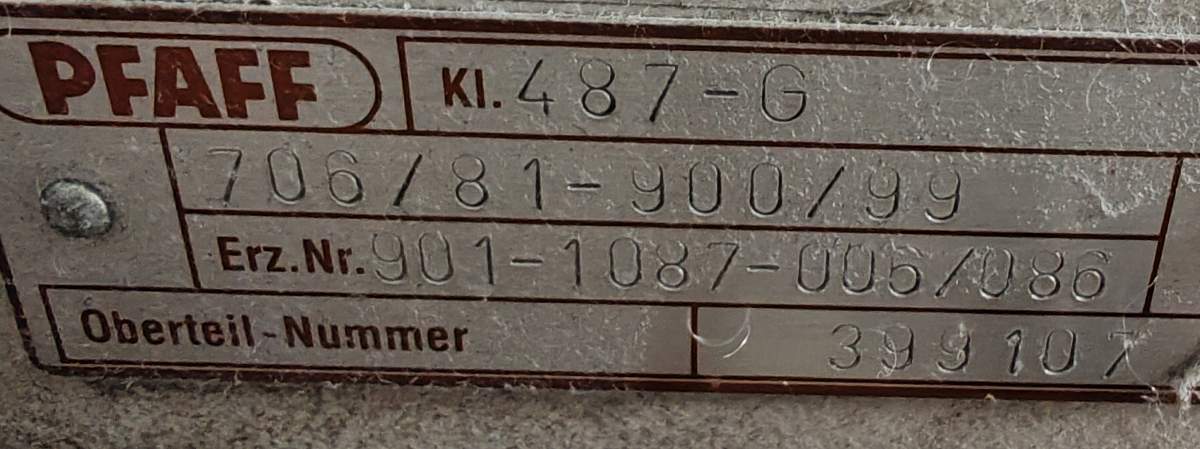 PFAFF Kl. 487-G
706/81-900/99
Erz.Nr. 901-1087-005/086
Oberteil-Nummer 399107